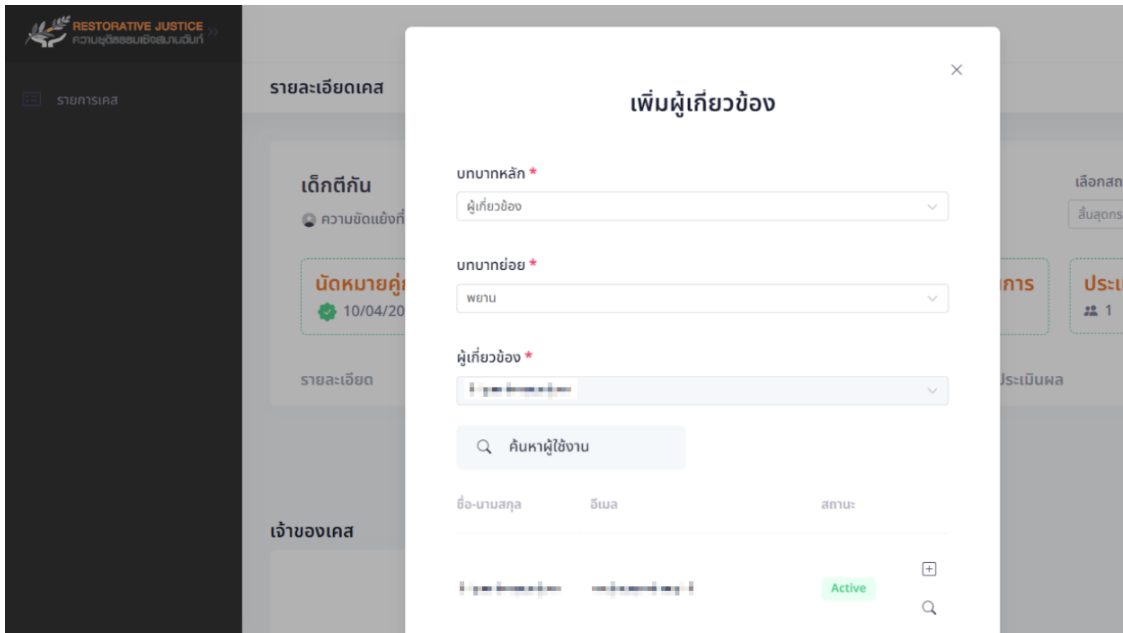 RESTORATIVE JUSTICE
ความยุติธรรมเชิงสมานฉันท์
รายการเคส
รายละเอียดเคส
เด็กตีกัน
ความขัดแย้งที่
นัดหมายคู่
10/04/20
รายละเอียด
เจ้าของเคส
เพิ่มผู้เกี่ยวข้อง
บทบาทหลัก *
ผู้เกี่ยวข้อง
บทบาทย่อย *
พยาน
ผู้เกี่ยวข้อง *
ค้นหาผู้ใช้งาน
ชื่อ-นามสกุล อีเมล สถานะ
Active
เลือกสถ
สิ้นสุดกร
การ
ประเ
1
ประเมินผล